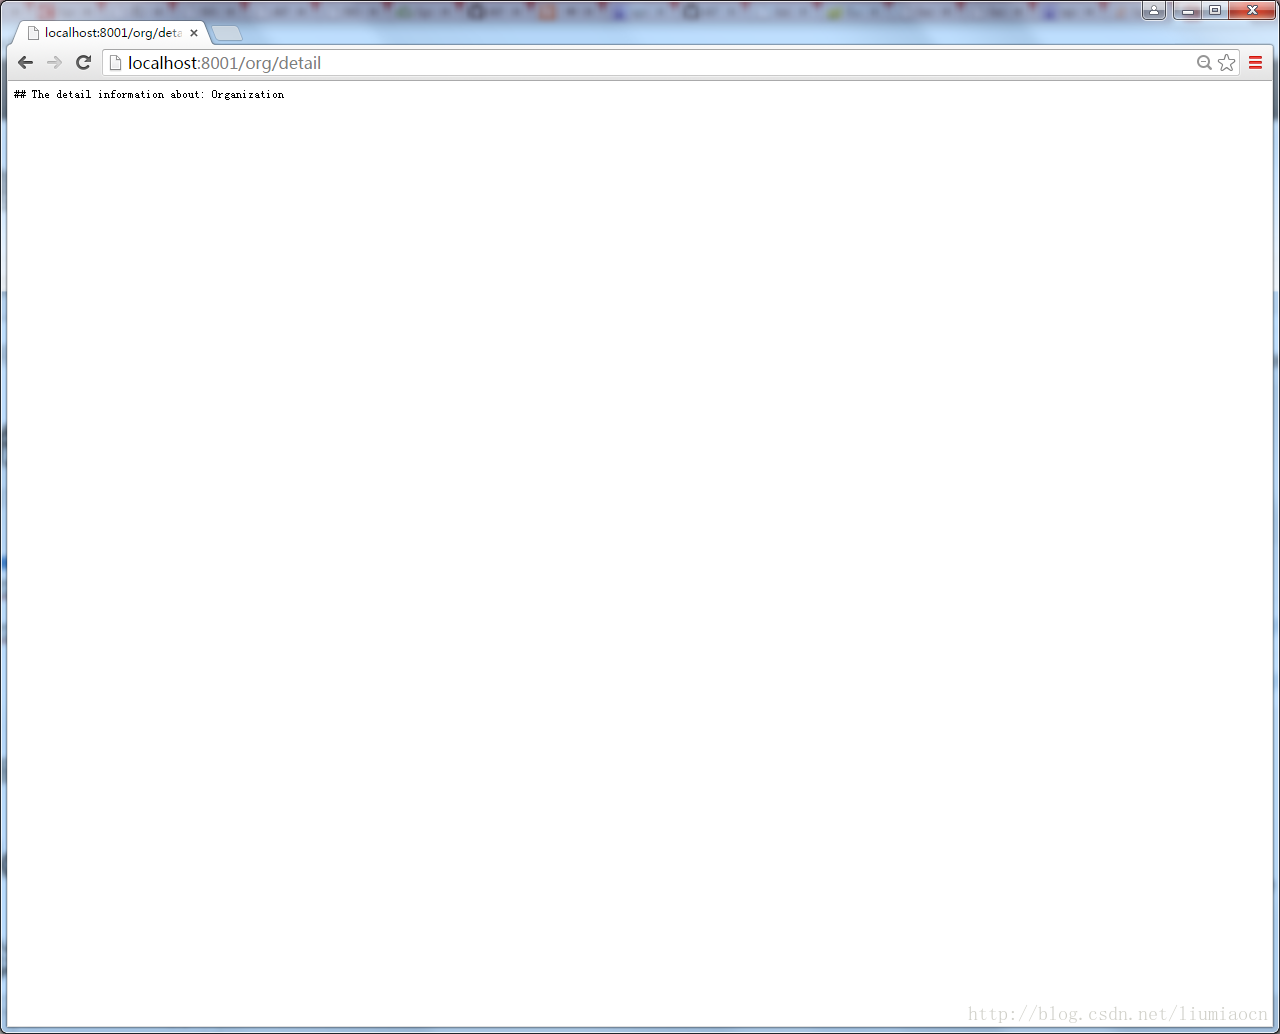 localhost:8001/org/deta
localhost:8001/org/detail
## The detail information about: Organization
http://blog.csdn.net/liumiaocn